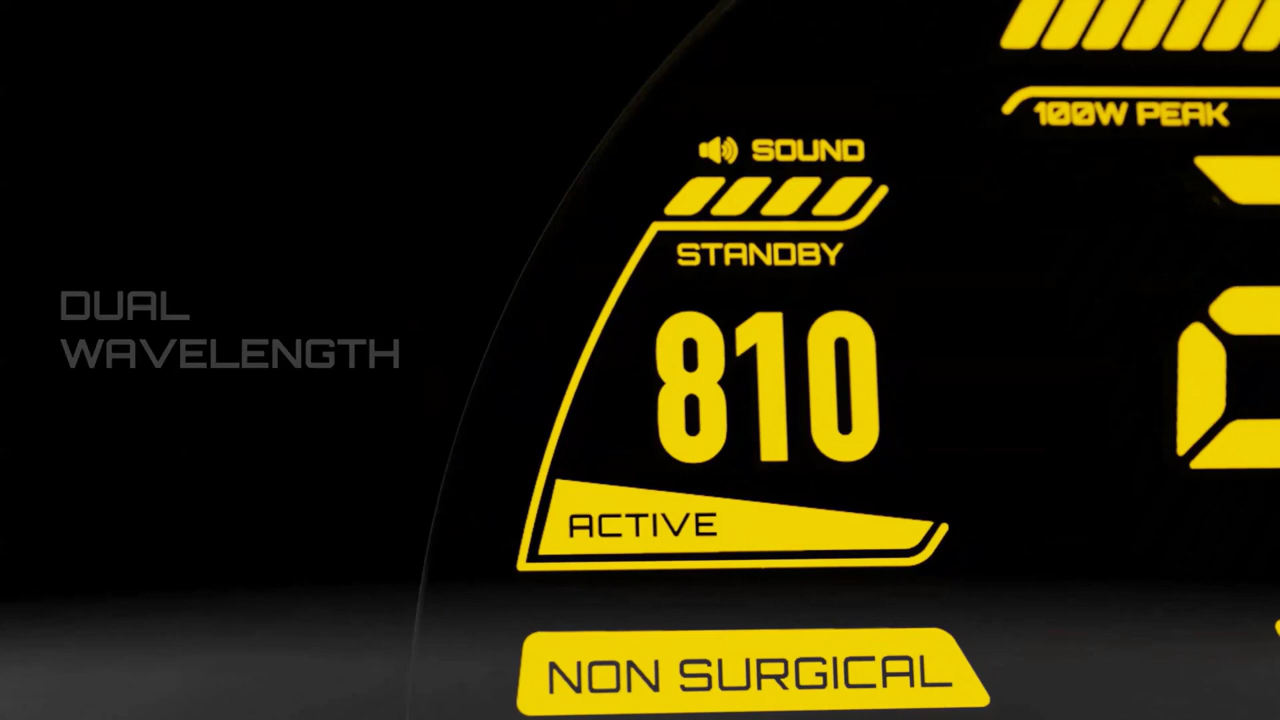 DUAL
WAVELENGTH
100W PEAK
SOUND
STANDBY
810
ACTIVE
NON SURGICAL